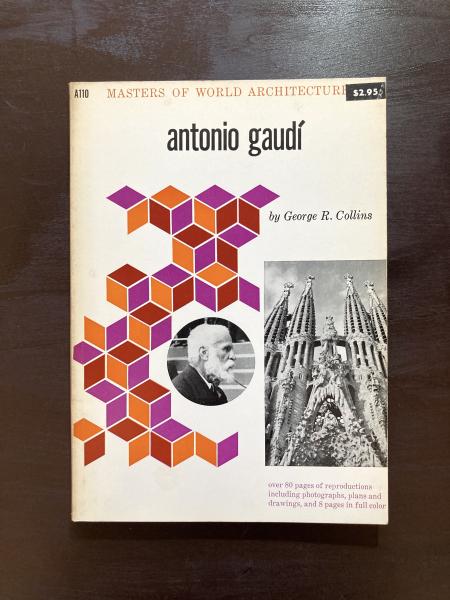 A110 MASTERS OF WORLD ARCHITECTURE $2.95
antonio gaudí
by George R. Collins
over 80 pages of reproductions
including photographs, plans and
drawings, and 8 pages in full color